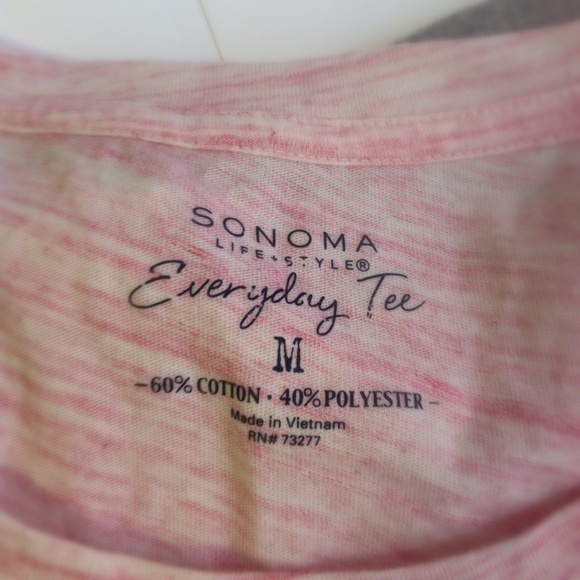 SONOMA
LIFE+STYLE®
Everyday Tee
M
-60% COTTON · 40% POLYESTER-
Made in Vietnam
RN# 73277